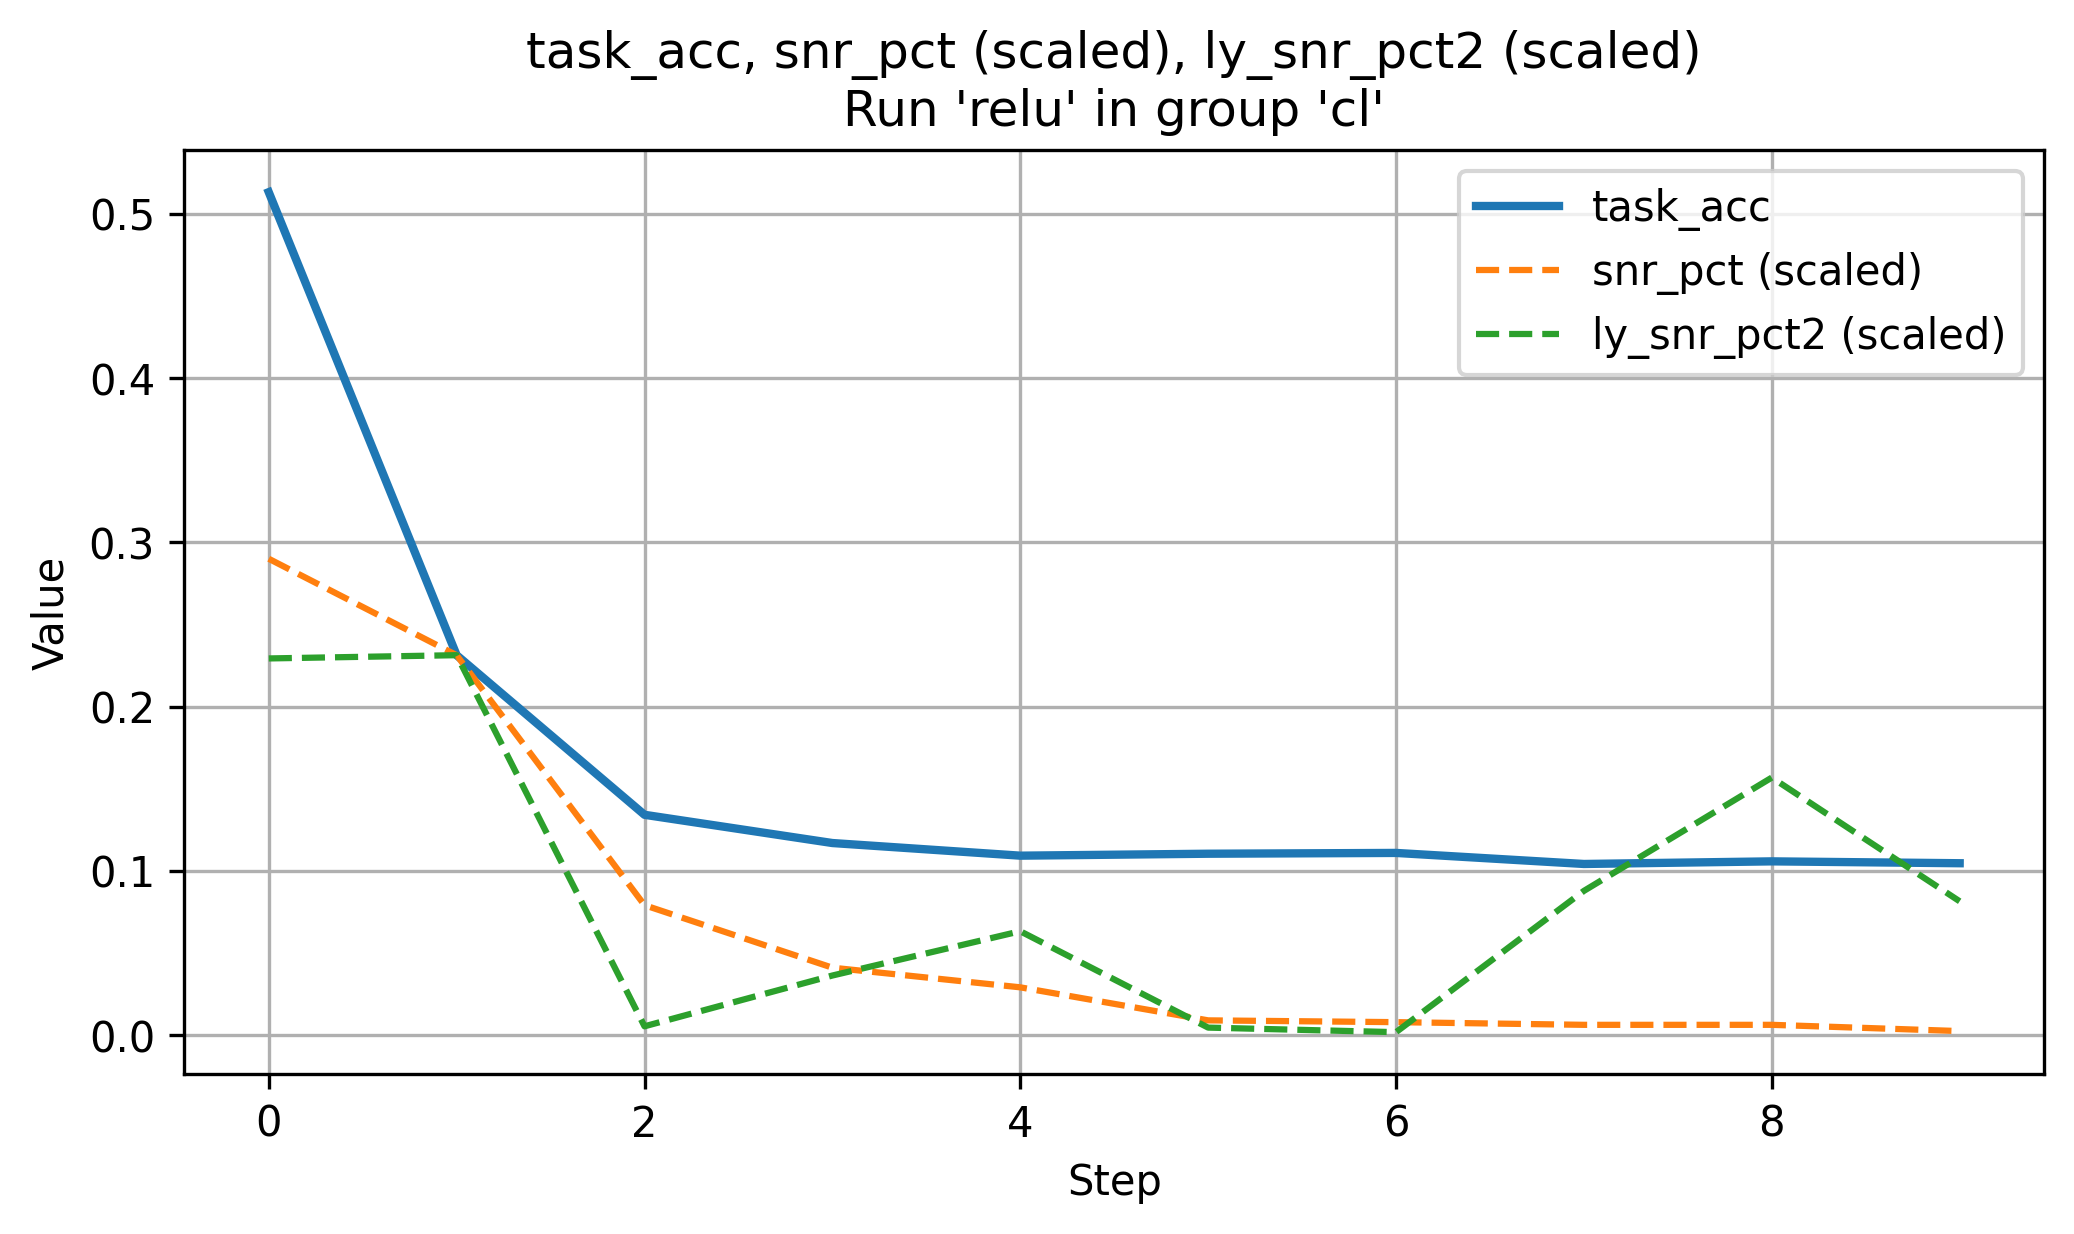 task_acc, snr_pct (scaled), ly_snr_pct2 (scaled)
Run 'relu' in group 'cl'
task_acc
snr_pct (scaled)
ly_snr_pct2 (scaled)
Value
0.5
0.4
0.3
0.2
0.1
0.0
0
2
4
6
8
Step